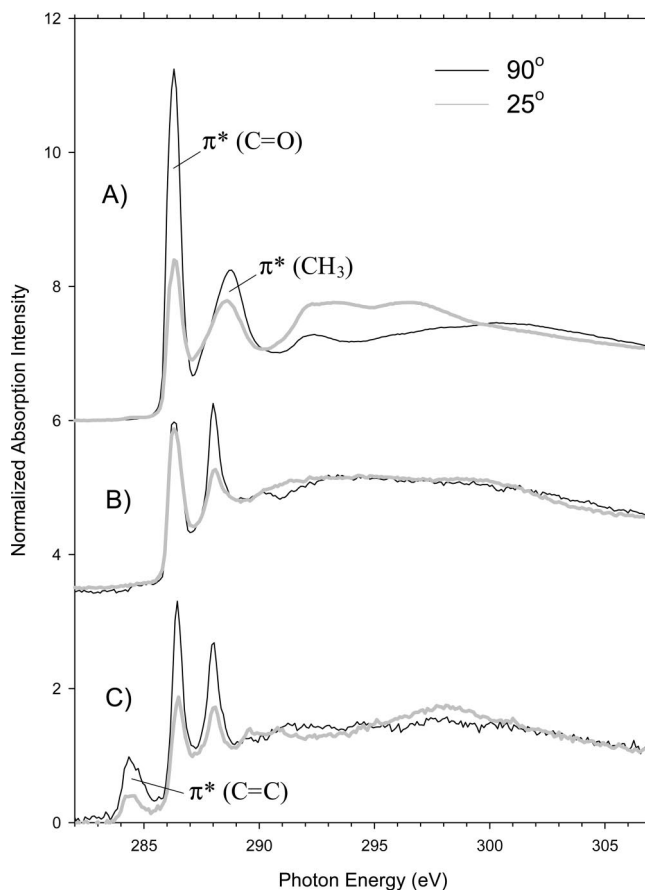 12
10
8
6
4
2
0
Normalized Absorption Intensity
90°
25°
π* (C=O)
A)
π* (CH₃)
B)
C)
π* (C=C)
285 290 295 300 305
Photon Energy (eV)